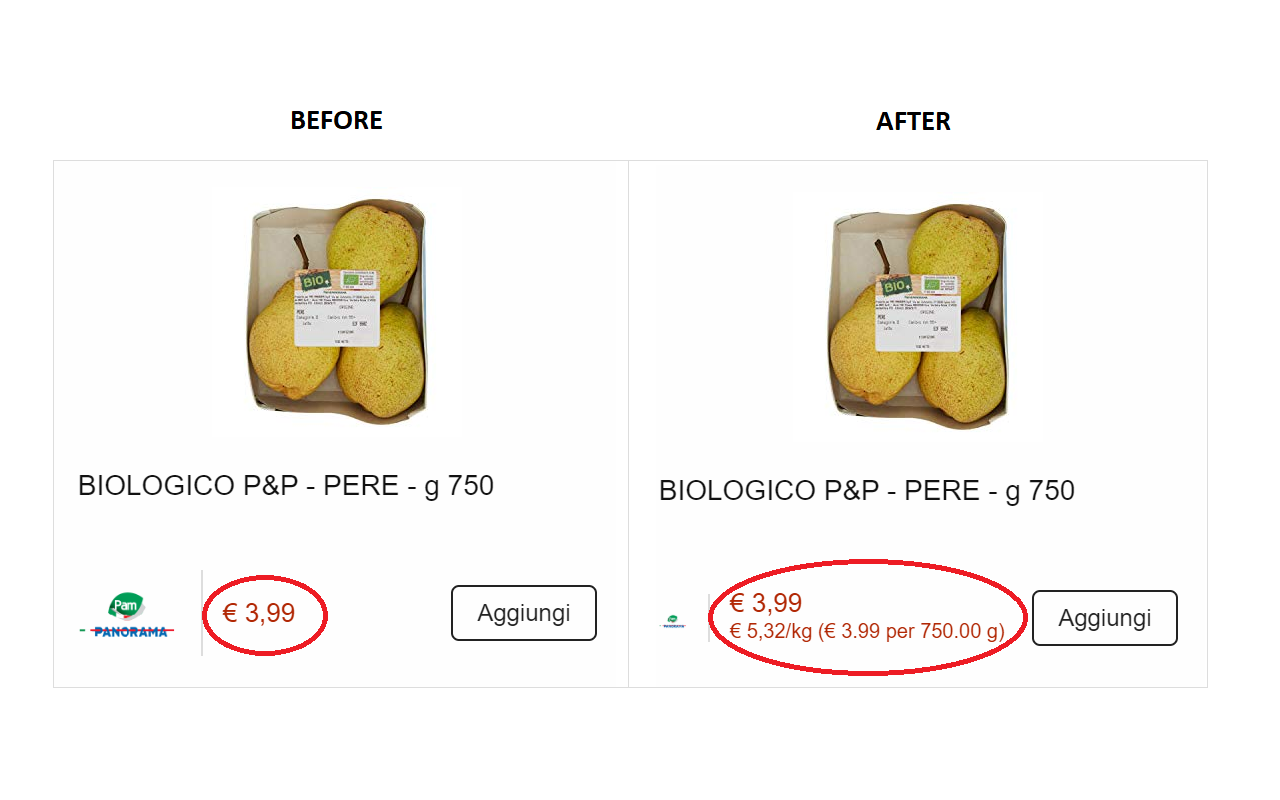 BEFORE
AFTER
BIO
PERE
BIO
PERE
BIOLOGICO P&P - PERE - g 750
BIOLOGICO P&P - PERE - g 750
Pam
PANORAMA
€ 3,99
Aggiungi
€ 3,99
€ 5,32/kg (€ 3.99 per 750.00 g)
Aggiungi